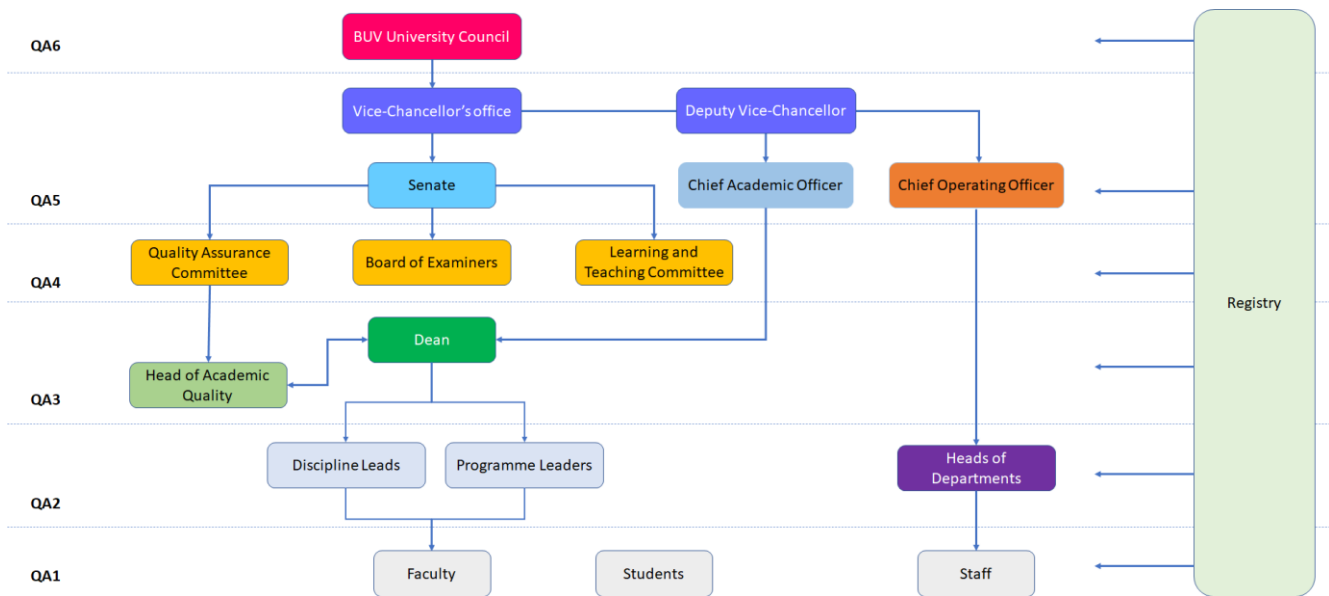 QA6
BUV University Council
Vice-Chancellor's office
Deputy Vice-Chancellor
QA5
Senate
Chief Academic Officer
Chief Operating Officer
QA4
Quality Assurance
Committee
Board of Examiners
Learning and
Teaching Committee
Registry
QA3
Dean
Head of Academic
Quality
QA2
Discipline Leads
Programme Leaders
Heads of
Departments
QA1
Faculty
Students
Staff